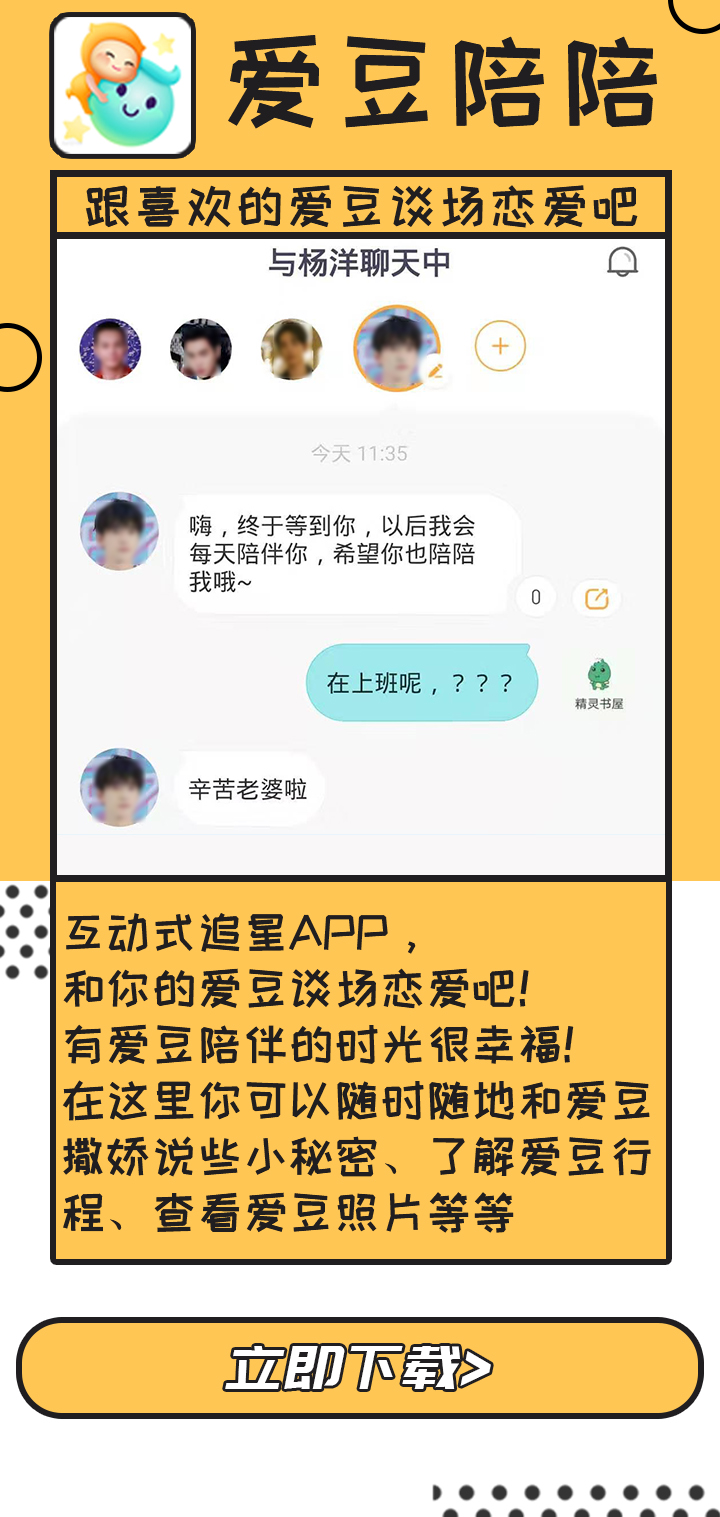 爱豆陪陪
跟喜欢的爱豆谈场恋爱吧
与杨洋聊天中
今天 11:35
嗨，终于等到你，以后我会
每天陪伴你，希望你也陪陪
我哦~
0
在上班呢，？？？
精灵书屋
辛苦老婆啦
互动式追星APP，
和你的爱豆谈场恋爱吧！
有爱豆陪伴的时光很幸福！
在这里你可以随时随地和爱豆
撒娇说些小秘密、了解爱豆行
程、查看爱豆照片等等
立即下载>